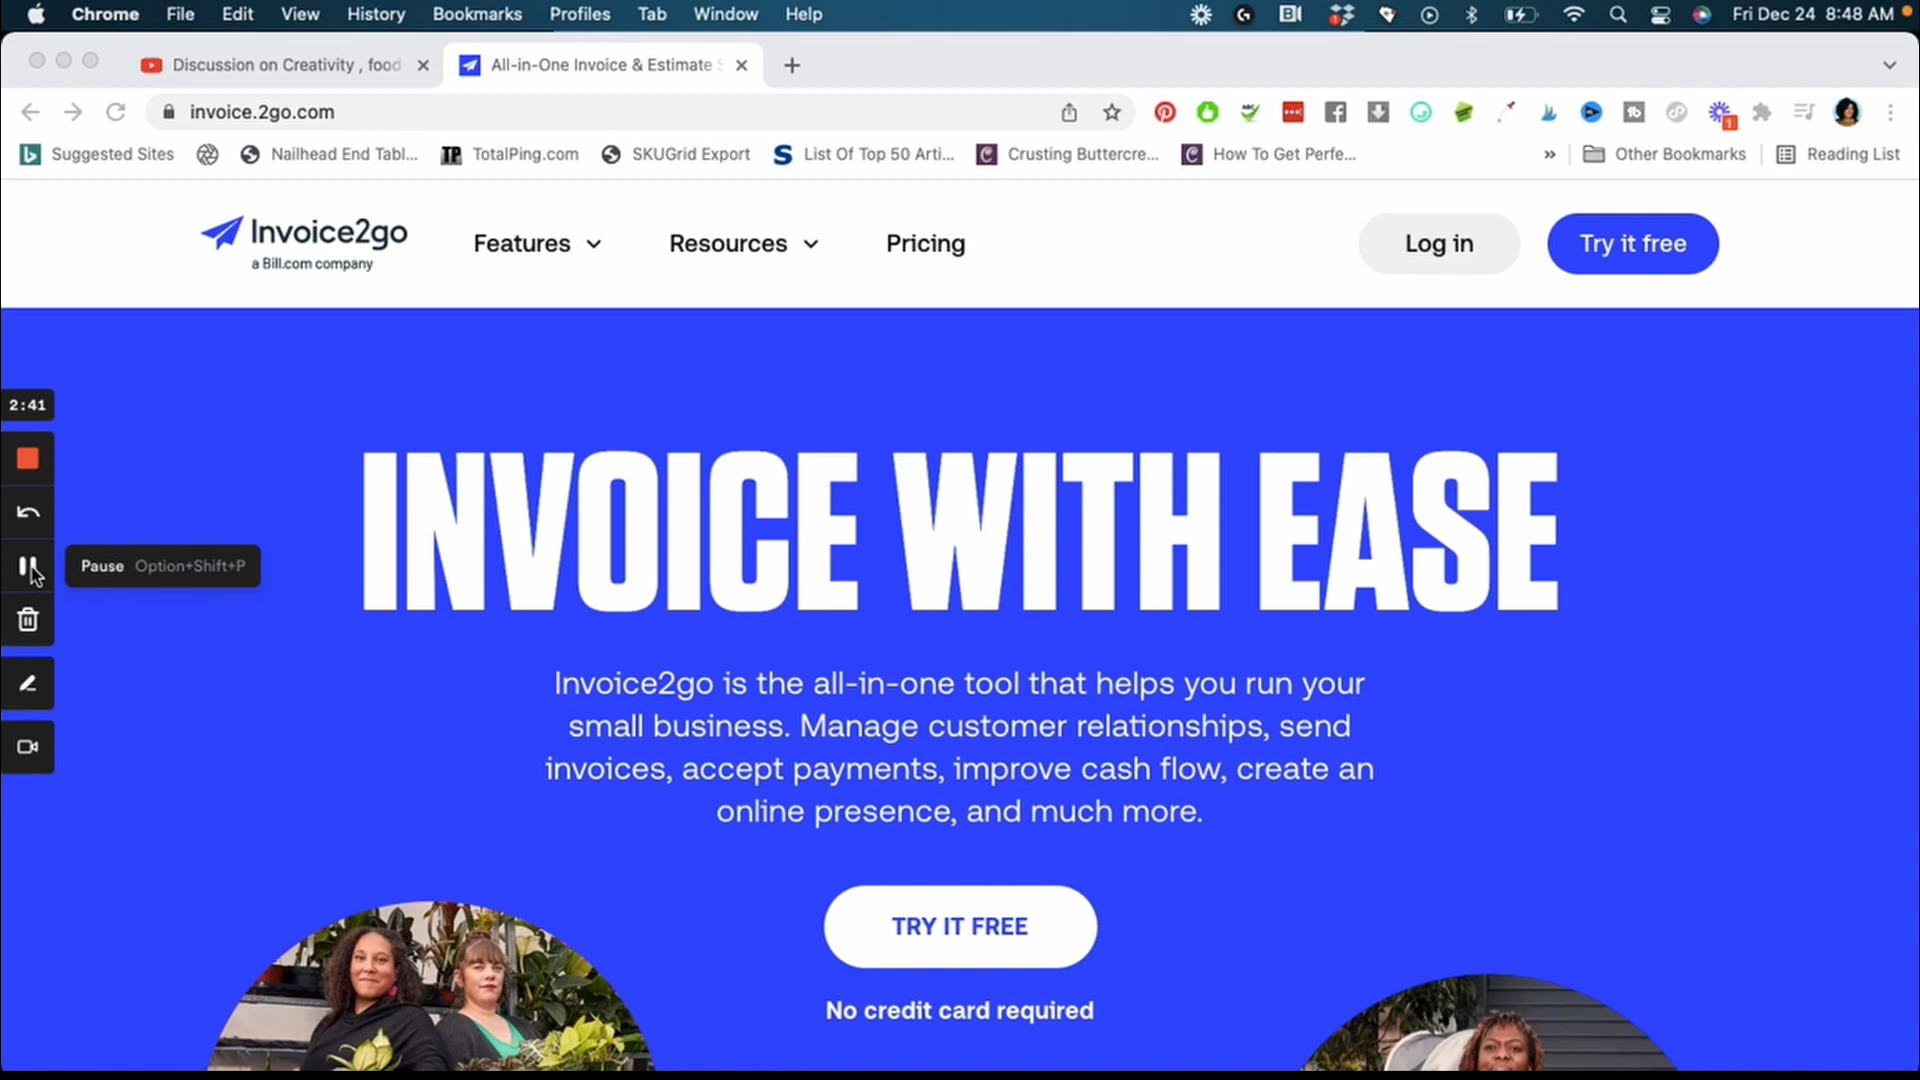 Chrome File Edit View History Bookmarks Profiles Tab Window Help Fri Dec 24 8:48 AM
Discussion on Creativity , food
All-in-One Invoice & Estimate S
invoice.2go.com
1
Suggested Sites
Nailhead End Tabl...
TP TotalPing.com
SKUGrid Export
S List Of Top 50 Arti...
C Crusting Buttercre...
C How To Get Perfe...
» Other Bookmarks
Reading List
Invoice2go
a Bill.com company
Features
Resources
Pricing
Log in
Try it free
2:41
Pause Option+Shift+P
INVOICE WITH EASE
Invoice2go is the all-in-one tool that helps you run your
small business. Manage customer relationships, send
invoices, accept payments, improve cash flow, create an
online presence, and much more.
TRY IT FREE
No credit card required